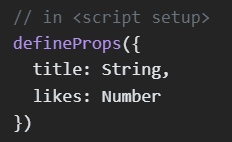 // in <script setup>
defineProps({
  title: String,
  likes: Number
})